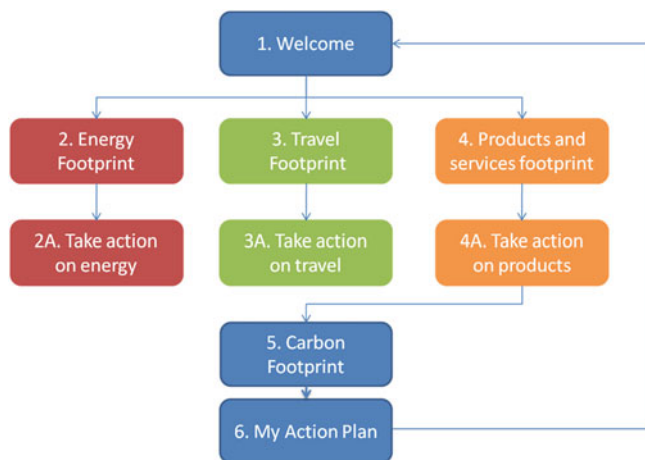 1. Welcome
2. Energy
Footprint
3. Travel
Footprint
4. Products and
services footprint
2A. Take action
on energy
3A. Take action
on travel
4A. Take action
on products
5. Carbon
Footprint
6. My Action Plan